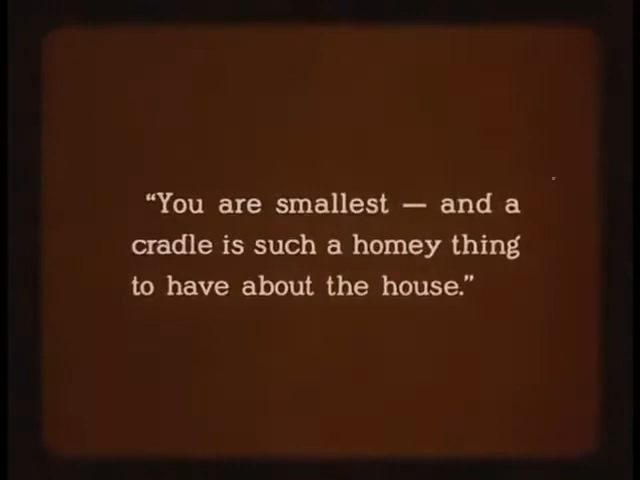 “You are smallest — and a
cradle is such a homey thing
to have about the house.”